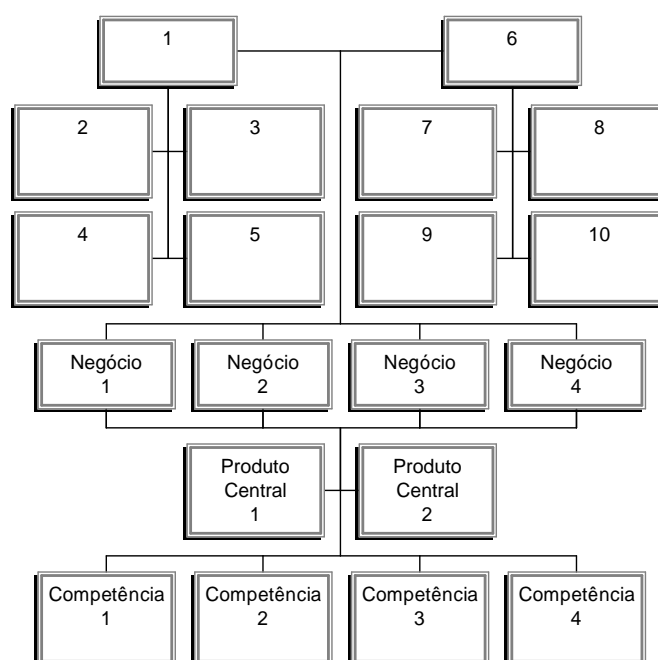 1
6
2
3
7
8
4
5
9
10
Negócio
1
Negócio
2
Negócio
3
Negócio
4
Produto
Central
1
Produto
Central
2
Competência
1
Competência
2
Competência
3
Competência
4